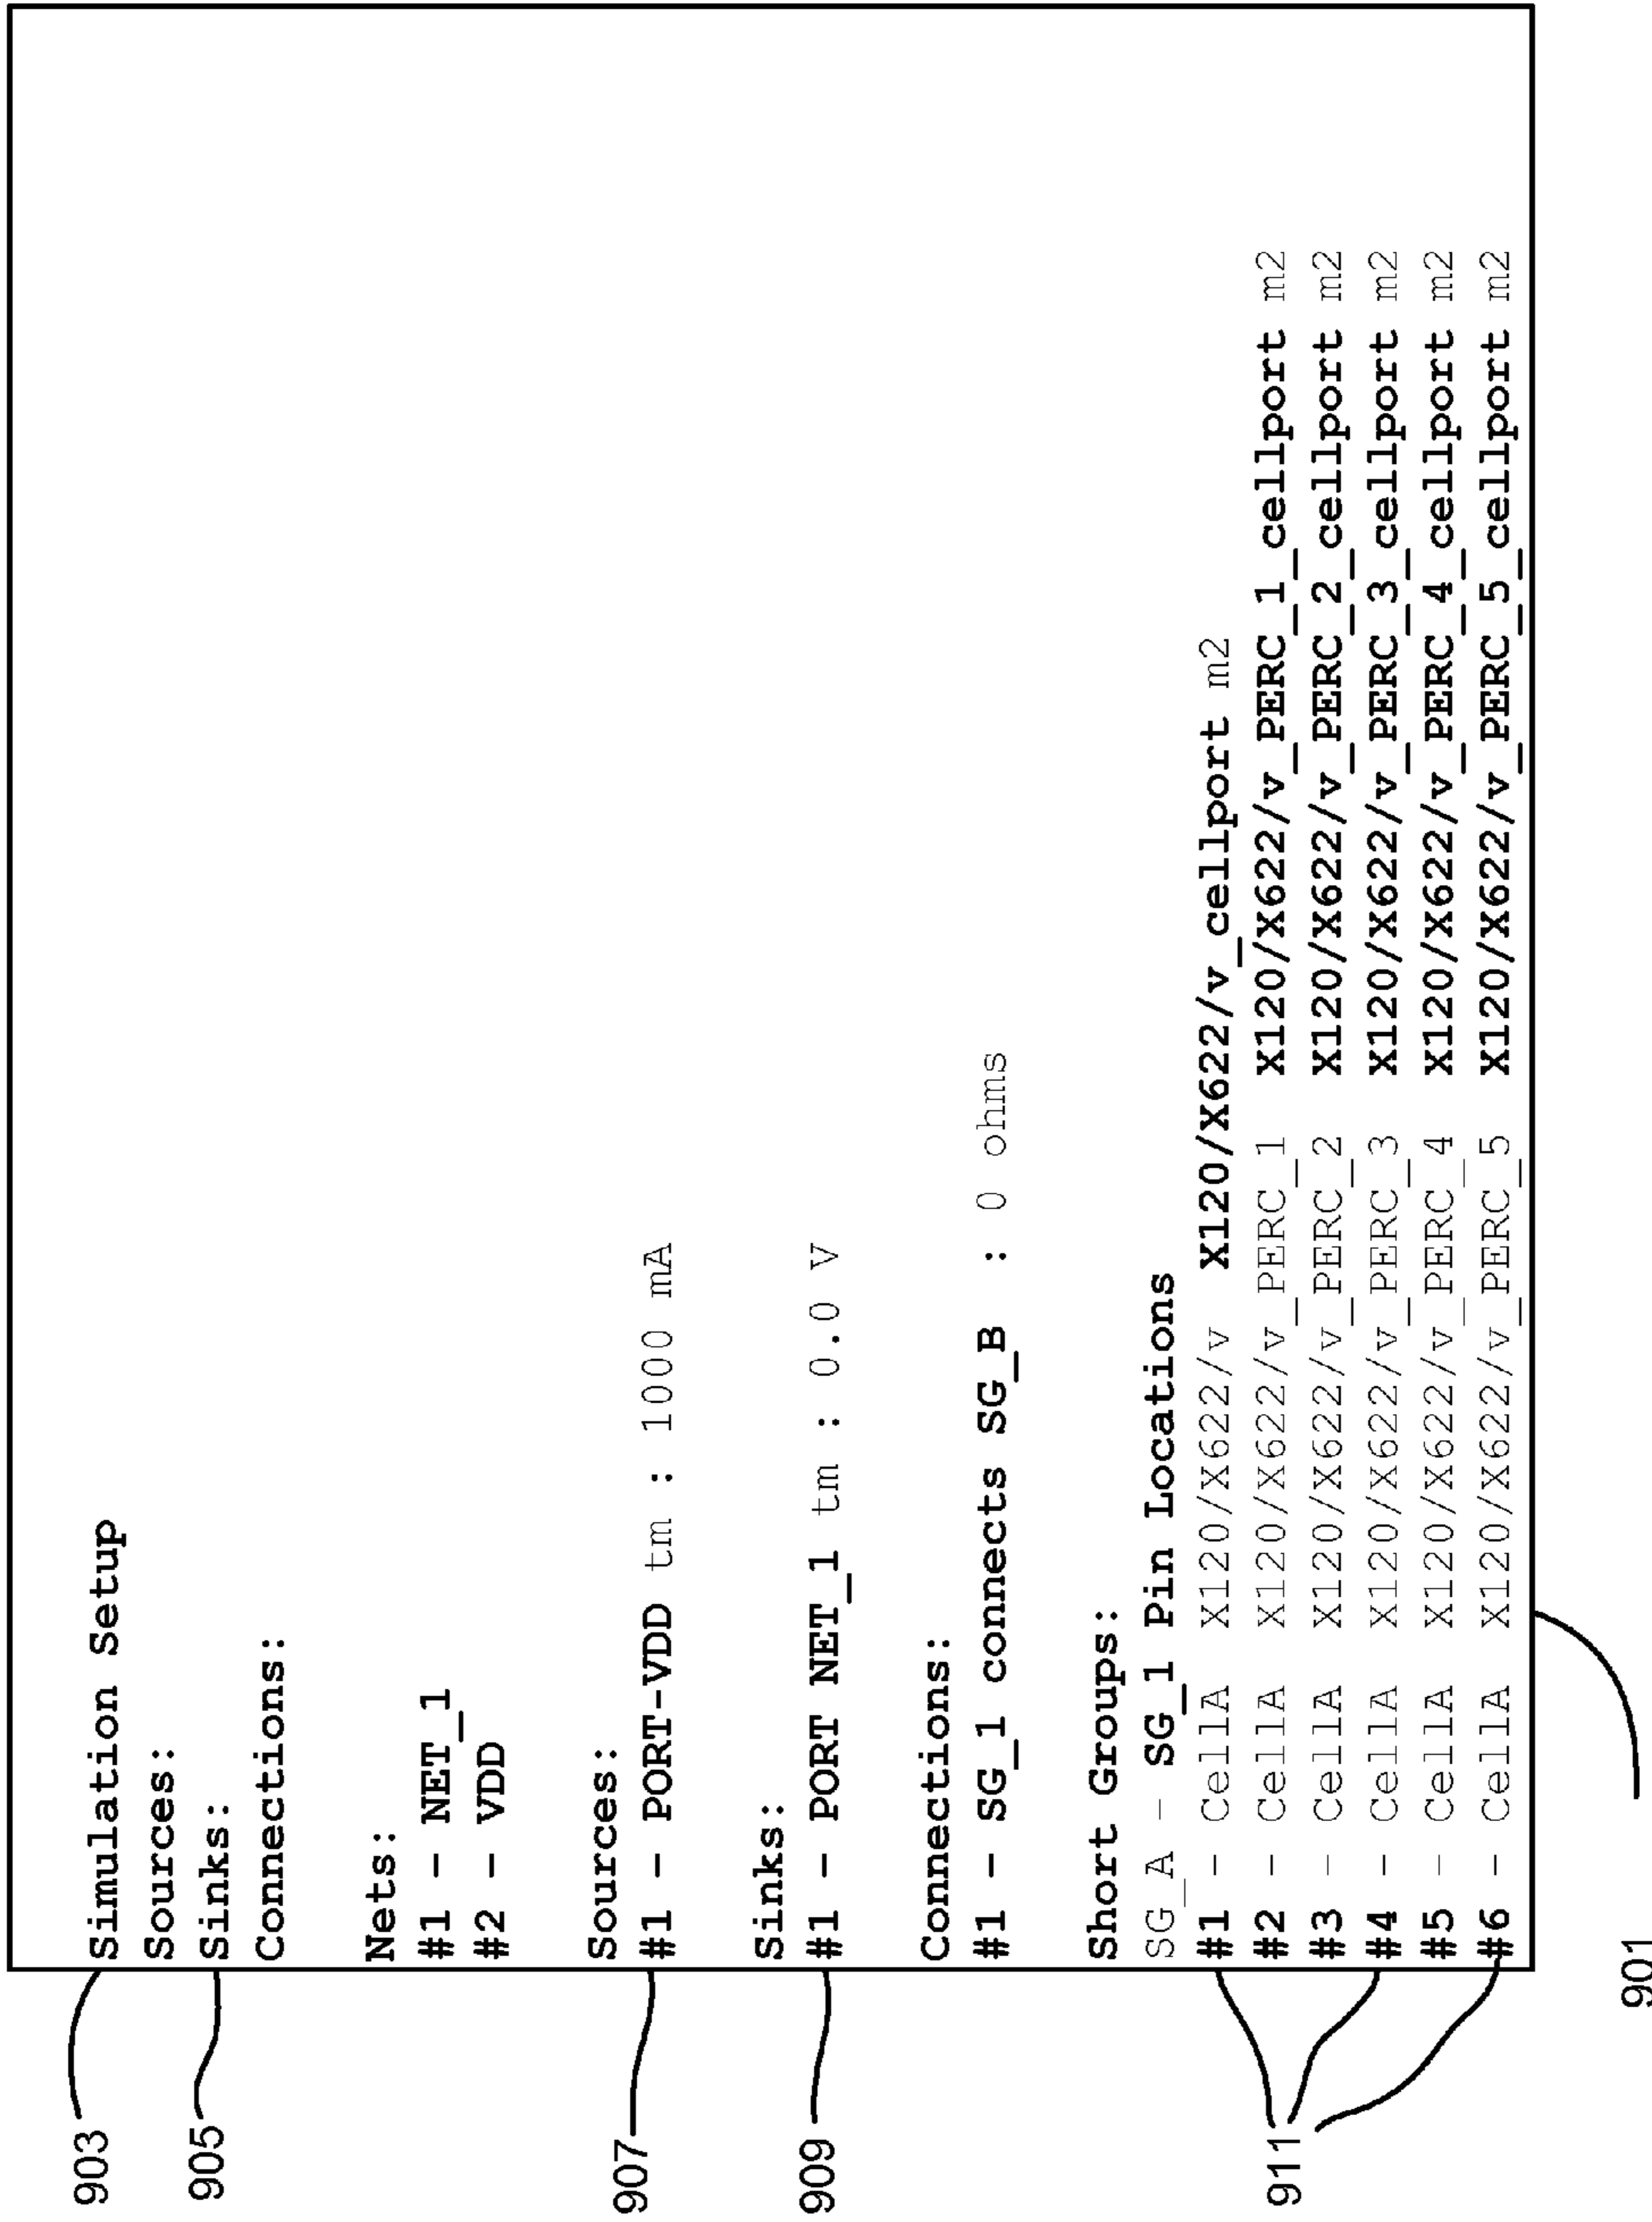 903
Simulation Setup
Sources:
905
Sinks:
Connections:
Nets:
#1 - NET_1
#2 - VDD
Sources:
907
#1 - PORT-VDD tm : 1000 mA
Sinks:
909
#1 - PORT NET_1 tm : 0.0 V
Connections:
#1 - SG_1 connects SG_B : 0 ohms
Short Groups:
SG_A - SG_1 Pin Locations
911
#1 - CellA X120/X622/v X120/X622/v_cellport m2
#2 - CellA X120/X622/v_PERC_1 X120/X622/v_PERC_1_cellport m2
#3 - CellA X120/X622/v_PERC_2 X120/X622/v_PERC_2_cellport m2
#4 - CellA X120/X622/v_PERC_3 X120/X622/v_PERC_3_cellport m2
#5 - CellA X120/X622/v_PERC_4 X120/X622/v_PERC_4_cellport m2
#6 - CellA X120/X622/v_PERC_5 X120/X622/v_PERC_5_cellport m2
901